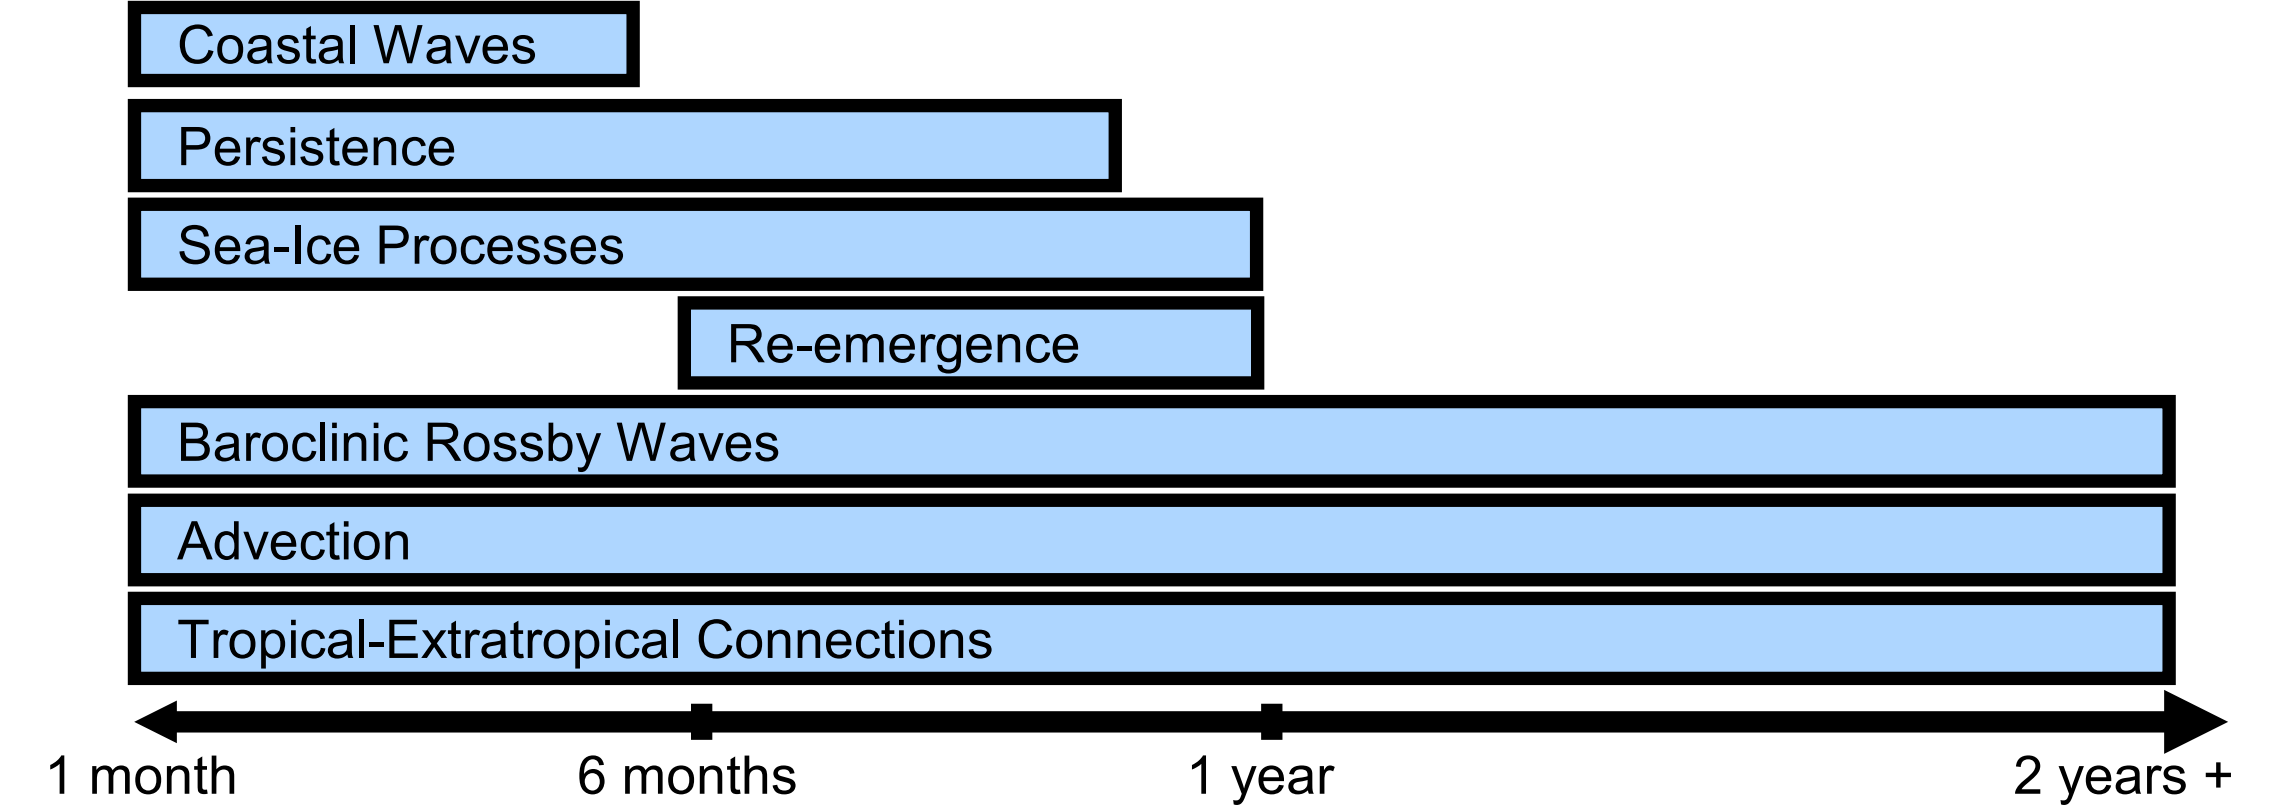 Coastal Waves
Persistence
Sea-Ice Processes
Re-emergence
Baroclinic Rossby Waves
Advection
Tropical-Extratropical Connections
1 month
6 months
1 year
2 years +